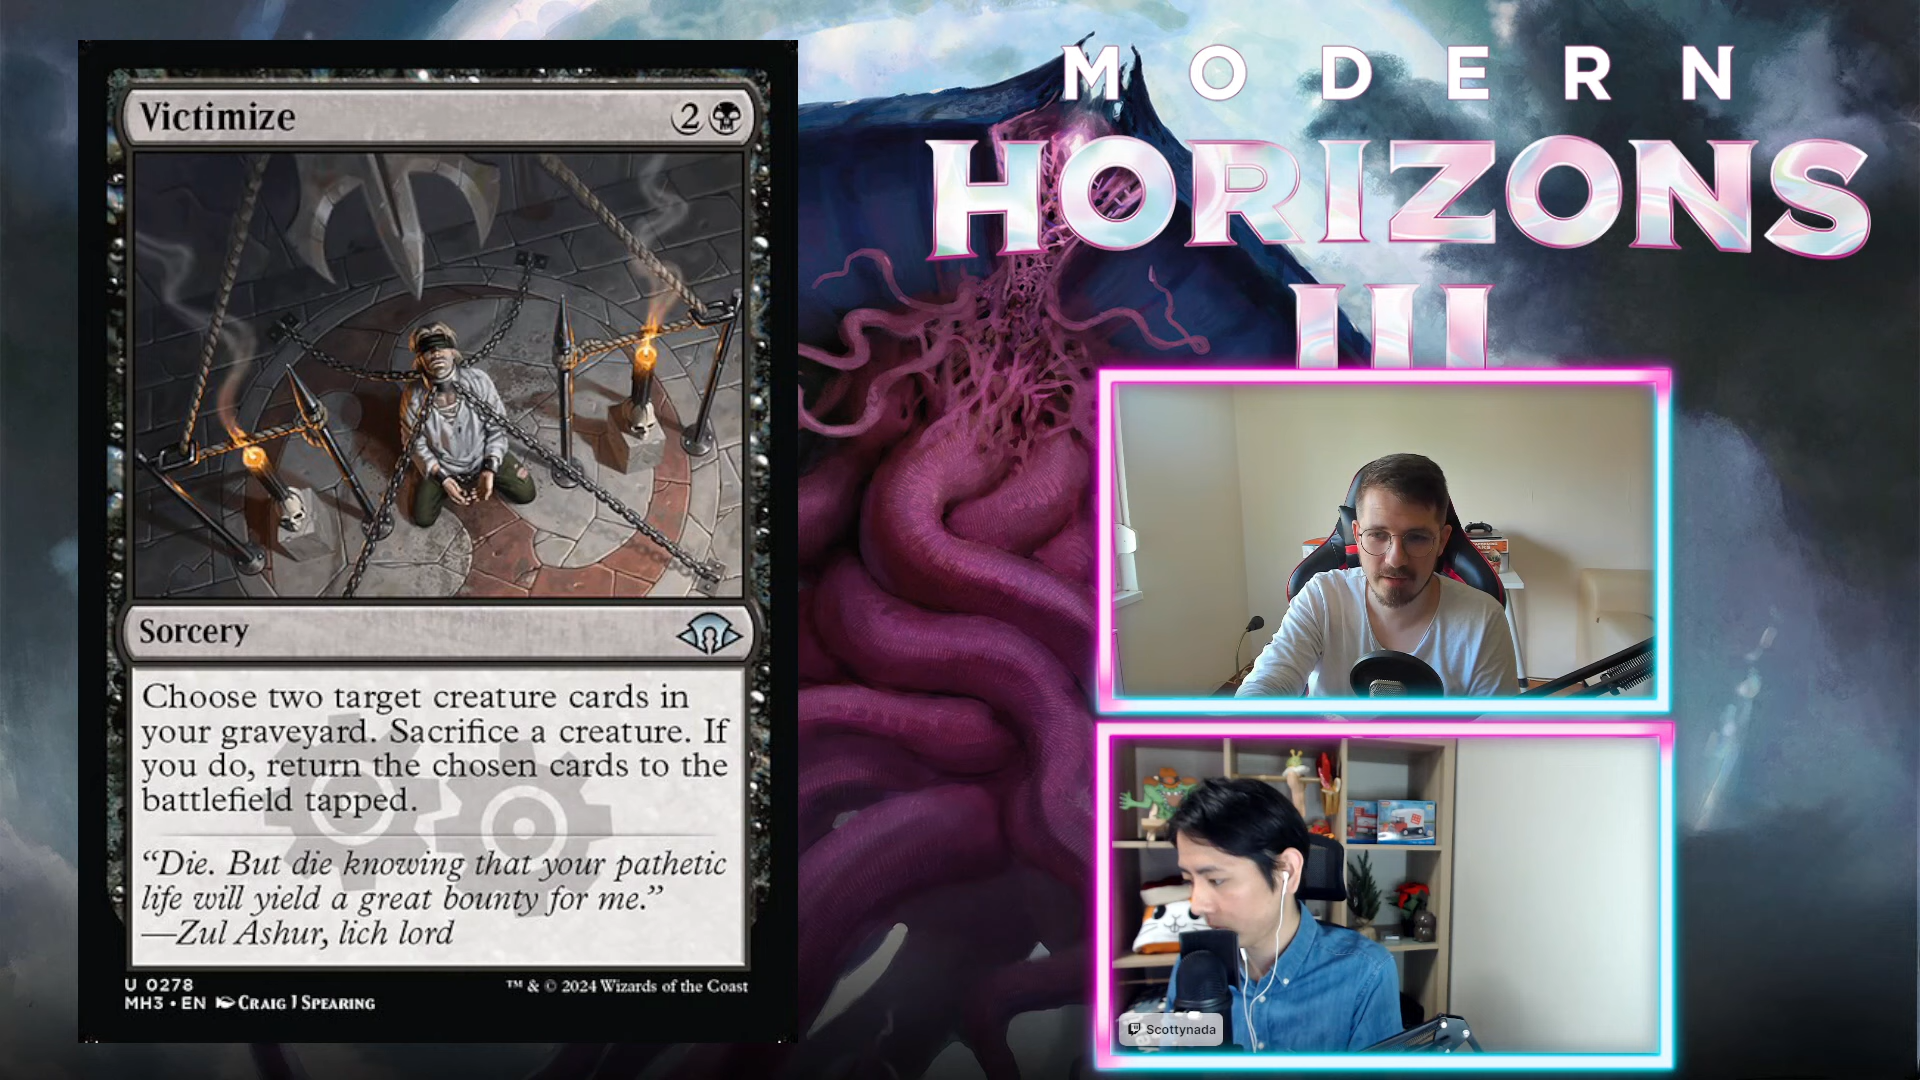 Victimize 2
MODERN
HORIZONS
III
Sorcery
Choose two target creature cards in
your graveyard. Sacrifice a creature. If
you do, return the chosen cards to the
battlefield tapped.
“Die. But die knowing that your pathetic
life will yield a great bounty for me.”
—Zul Ashur, lich lord
U 0278
MH3 • EN CRAIG J SPEARING
™ & © 2024 Wizards of the Coast
Scottynada